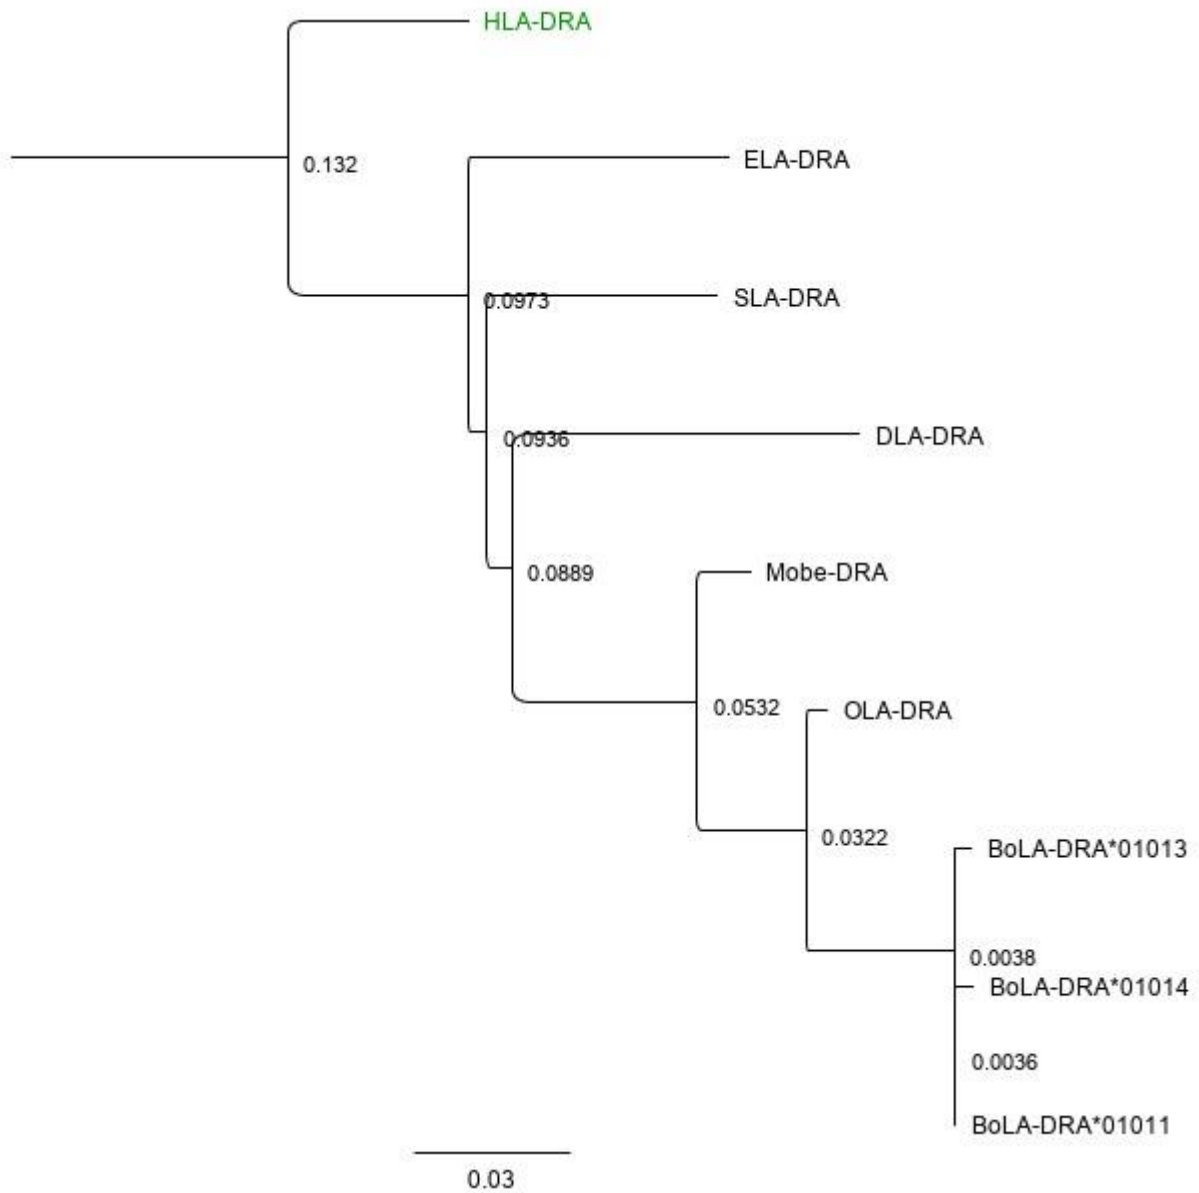 HLA-DRA
0.132
ELA-DRA
0.0973
SLA-DRA
0.0936
DLA-DRA
0.0889
Mobe-DRA
0.0532
OLA-DRA
0.0322
BoLA-DRA*01013
0.0038
BoLA-DRA*01014
0.0036
BoLA-DRA*01011
0.03